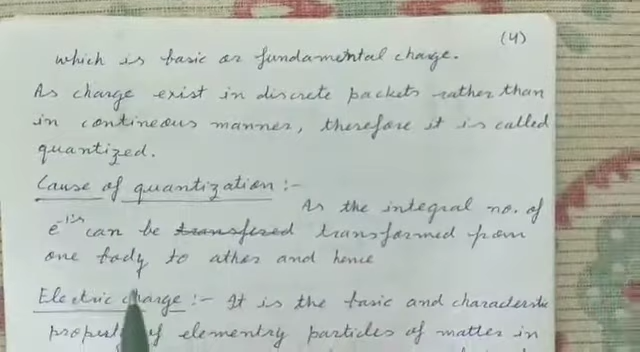 (4)
which is basic or fundamental charge.
As charge exist in discrete packets rather than
in contineous manner, therefore it is called
quantized.
Cause of quantization :-
As the integral no. of
e⁻¹'ˢ can be transfered transformed from
one body to other and hence
Electric charge :- It is the basic and characterstic
property of elementry particles of matter in